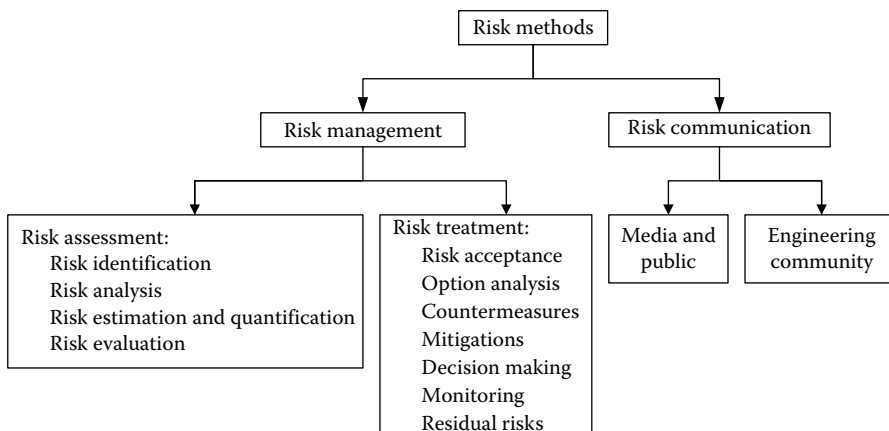 Risk methods
Risk management
Risk communication
Risk assessment:
Risk identification
Risk analysis
Risk estimation and quantification
Risk evaluation
Risk treatment:
Risk acceptance
Option analysis
Countermeasures
Mitigations
Decision making
Monitoring
Residual risks
Media and
public
Engineering
community